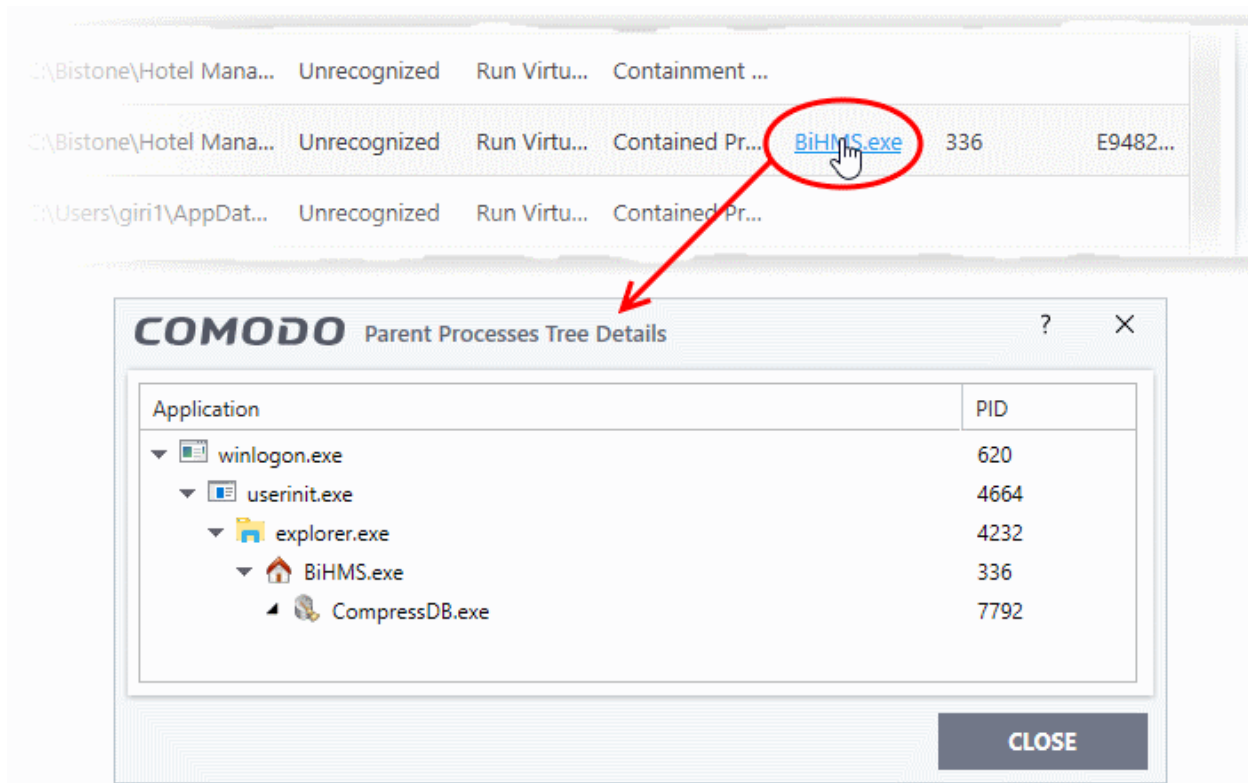 :\Bistone\Hotel Mana... Unrecognized Run Virtu... Containment ...
:\Bistone\Hotel Mana... Unrecognized Run Virtu... Contained Pr... BiHMS.exe 336 E9482...
C:\Users\giri1\AppDat... Unrecognized Run Virtu... Contained Pr...
COMODO Parent Processes Tree Details ?
Application PID
winlogon.exe 620
userinit.exe 4664
explorer.exe 4232
BiHMS.exe 336
CompressDB.exe 7792
CLOSE